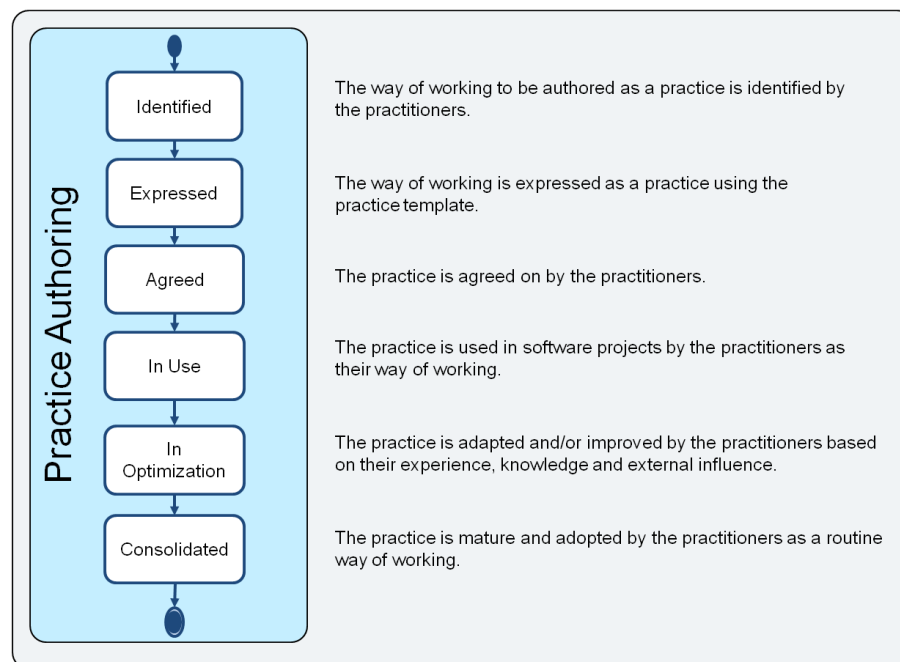 Practice Authoring
Identified
The way of working to be authored as a practice is identified by
the practitioners.
Expressed
The way of working is expressed as a practice using the
practice template.
Agreed
The practice is agreed on by the practitioners.
In Use
The practice is used in software projects by the practitioners as
their way of working.
In
Optimization
The practice is adapted and/or improved by the practitioners based
on their experience, knowledge and external influence.
Consolidated
The practice is mature and adopted by the practitioners as a routine
way of working.